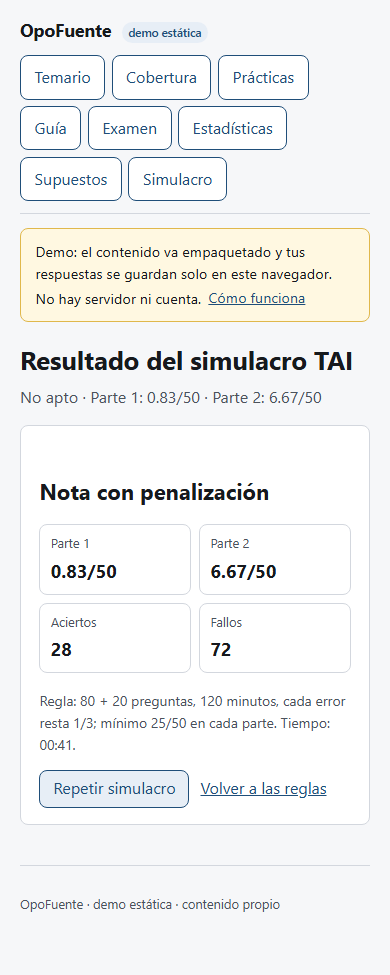 OpoFuente demo estática
Temario Cobertura Prácticas
Guía Examen Estadísticas
Supuestos Simulacro
Demo: el contenido va empaquetado y tus
respuestas se guardan solo en este navegador.
No hay servidor ni cuenta. Cómo funciona
Resultado del simulacro TAI
No apto · Parte 1: 0.83/50 · Parte 2: 6.67/50
Nota con penalización
Parte 1 Parte 2
0.83/50 6.67/50
Aciertos Fallos
28 72
Regla: 80 + 20 preguntas, 120 minutos, cada error
resta 1/3; mínimo 25/50 en cada parte. Tiempo:
00:41.
Repetir simulacro Volver a las reglas
OpoFuente · demo estática · contenido propio